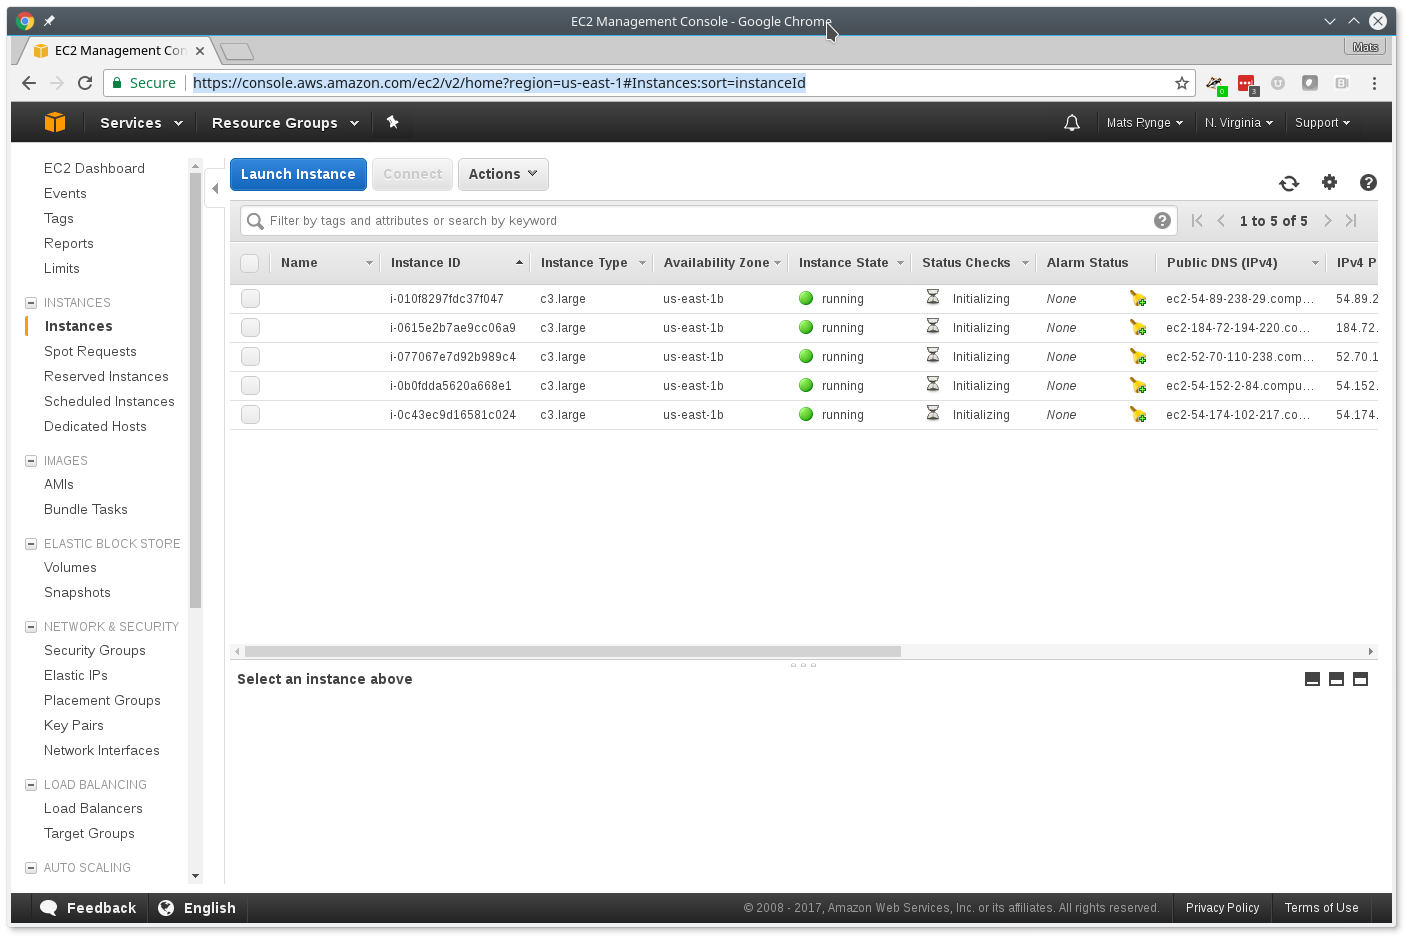 EC2 Management Console - Google Chrome
EC2 Management Con
Mats
Secure https://console.aws.amazon.com/ec2/v2/home?region=us-east-1#Instances:sort=instanceId
0 3
Services Resource Groups Mats Rynge N. Virginia Support
EC2 Dashboard
Events
Tags
Reports
Limits
INSTANCES
Instances
Spot Requests
Reserved Instances
Scheduled Instances
Dedicated Hosts
IMAGES
AMIs
Bundle Tasks
ELASTIC BLOCK STORE
Volumes
Snapshots
NETWORK & SECURITY
Security Groups
Elastic IPs
Placement Groups
Key Pairs
Network Interfaces
LOAD BALANCING
Load Balancers
Target Groups
AUTO SCALING
Launch Instance Connect Actions
Filter by tags and attributes or search by keyword
1 to 5 of 5
Name Instance ID Instance Type Availability Zone Instance State Status Checks Alarm Status Public DNS (IPv4) IPv4 P
i-010f8297fdc37f047 c3.large us-east-1b running Initializing None ec2-54-89-238-29.comp... 54.89.2
i-0615e2b7ae9cc06a9 c3.large us-east-1b running Initializing None ec2-184-72-194-220.co... 184.72.
i-077067e7d92b989c4 c3.large us-east-1b running Initializing None ec2-52-70-110-238.com... 52.70.1
i-0b0fdda5620a668e1 c3.large us-east-1b running Initializing None ec2-54-152-2-84.compu... 54.152.
i-0c43ec9d16581c024 c3.large us-east-1b running Initializing None ec2-54-174-102-217.co... 54.174.
Select an instance above
Feedback English
© 2008 - 2017, Amazon Web Services, Inc. or its affiliates. All rights reserved. Privacy Policy Terms of Use